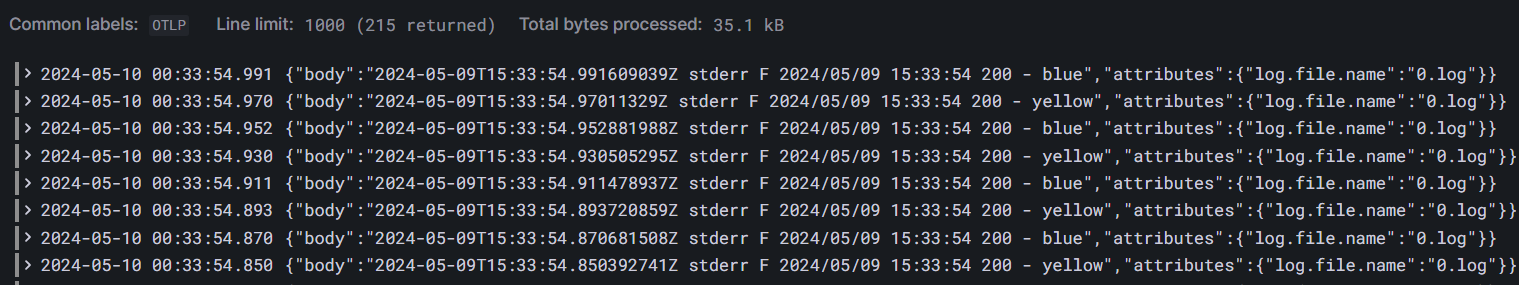 Common labels: OTLP Line limit: 1000 (215 returned) Total bytes processed: 35.1 kB
> 2024-05-10 00:33:54.991 {"body":"2024-05-09T15:33:54.991609039Z stderr F 2024/05/09 15:33:54 200 - blue","attributes":{"log.file.name":"0.log"}}
> 2024-05-10 00:33:54.970 {"body":"2024-05-09T15:33:54.97011329Z stderr F 2024/05/09 15:33:54 200 - yellow","attributes":{"log.file.name":"0.log"}}
> 2024-05-10 00:33:54.952 {"body":"2024-05-09T15:33:54.952881988Z stderr F 2024/05/09 15:33:54 200 - blue","attributes":{"log.file.name":"0.log"}}
> 2024-05-10 00:33:54.930 {"body":"2024-05-09T15:33:54.930505295Z stderr F 2024/05/09 15:33:54 200 - yellow","attributes":{"log.file.name":"0.log"}}
> 2024-05-10 00:33:54.911 {"body":"2024-05-09T15:33:54.911478937Z stderr F 2024/05/09 15:33:54 200 - blue","attributes":{"log.file.name":"0.log"}}
> 2024-05-10 00:33:54.893 {"body":"2024-05-09T15:33:54.893720859Z stderr F 2024/05/09 15:33:54 200 - yellow","attributes":{"log.file.name":"0.log"}}
> 2024-05-10 00:33:54.870 {"body":"2024-05-09T15:33:54.870681508Z stderr F 2024/05/09 15:33:54 200 - blue","attributes":{"log.file.name":"0.log"}}
> 2024-05-10 00:33:54.850 {"body":"2024-05-09T15:33:54.850392741Z stderr F 2024/05/09 15:33:54 200 - yellow","attributes":{"log.file.name":"0.log"}}